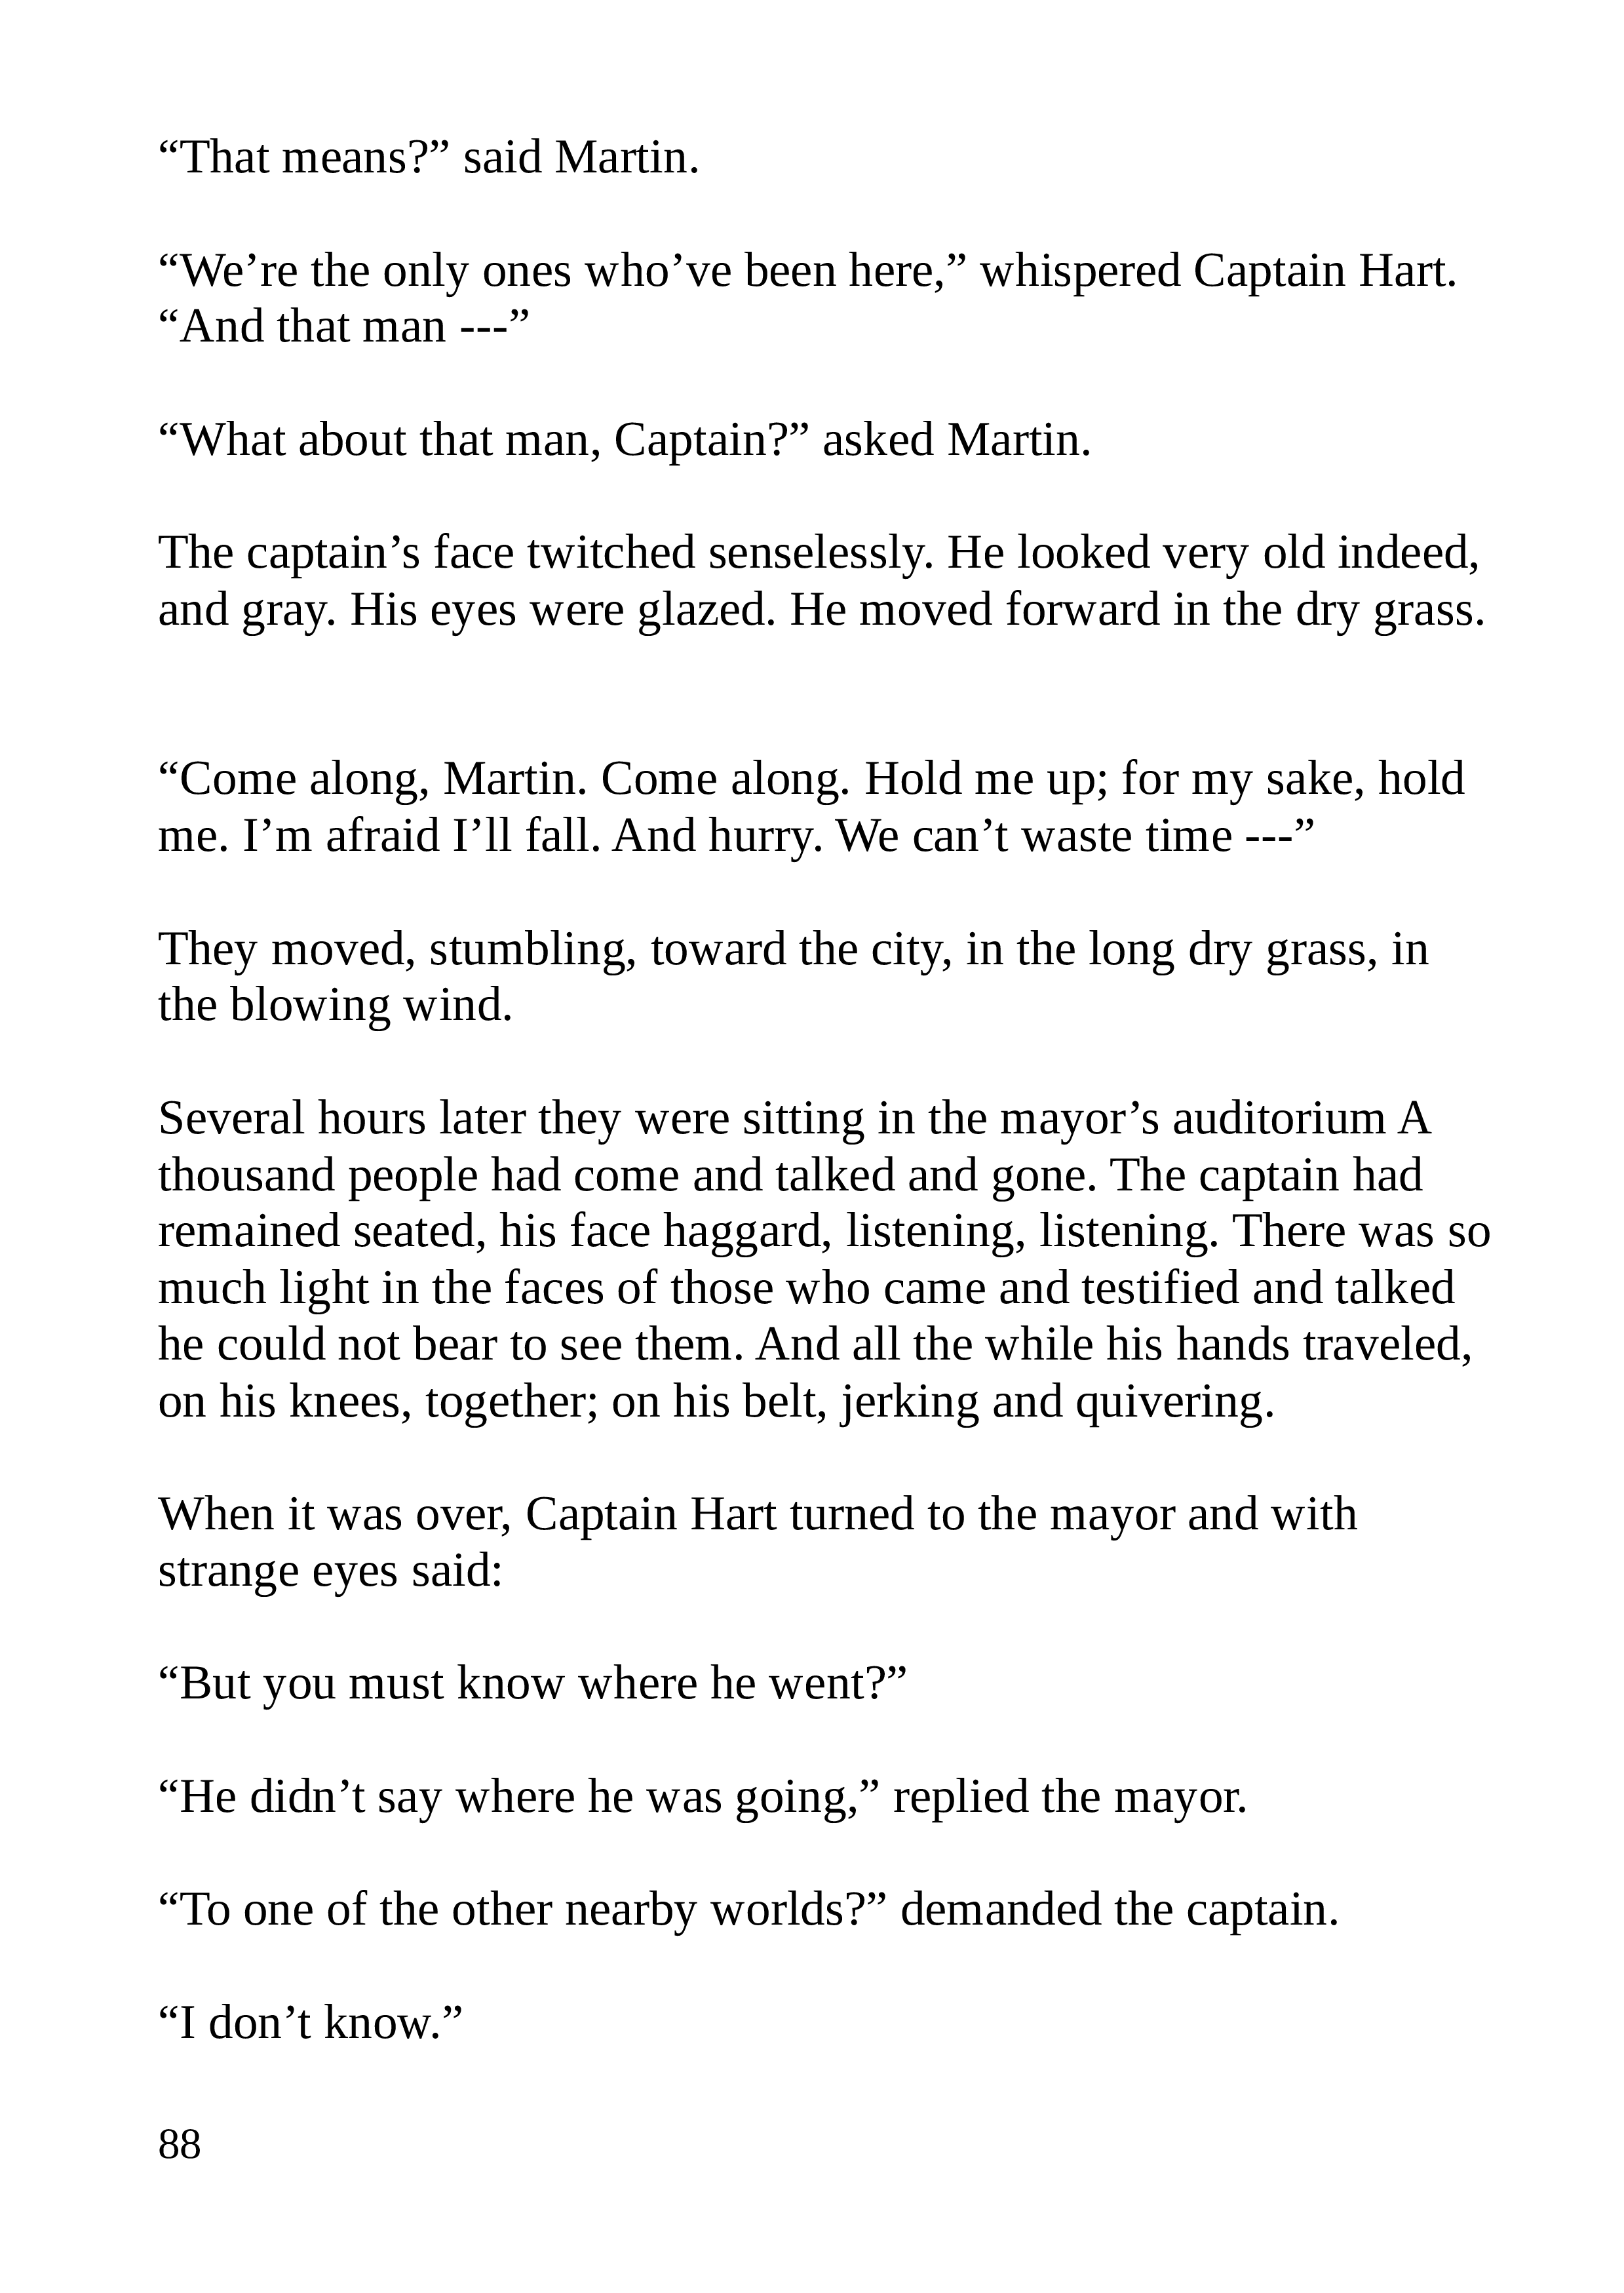 “That means?” said Martin.
“We’re the only ones who’ve been here,” whispered Captain Hart.
“And that man ---”
“What about that man, Captain?” asked Martin.
The captain’s face twitched senselessly. He looked very old indeed,
and gray. His eyes were glazed. He moved forward in the dry grass.
“Come along, Martin. Come along. Hold me up; for my sake, hold
me. I’m afraid I’ll fall. And hurry. We can’t waste time ---”
They moved, stumbling, toward the city, in the long dry grass, in
the blowing wind.
Several hours later they were sitting in the mayor’s auditorium A
thousand people had come and talked and gone. The captain had
remained seated, his face haggard, listening, listening. There was so
much light in the faces of those who came and testified and talked
he could not bear to see them. And all the while his hands traveled,
on his knees, together; on his belt, jerking and quivering.
When it was over, Captain Hart turned to the mayor and with
strange eyes said:
“But you must know where he went?”
“He didn’t say where he was going,” replied the mayor.
“To one of the other nearby worlds?” demanded the captain.
“I don’t know.”
88